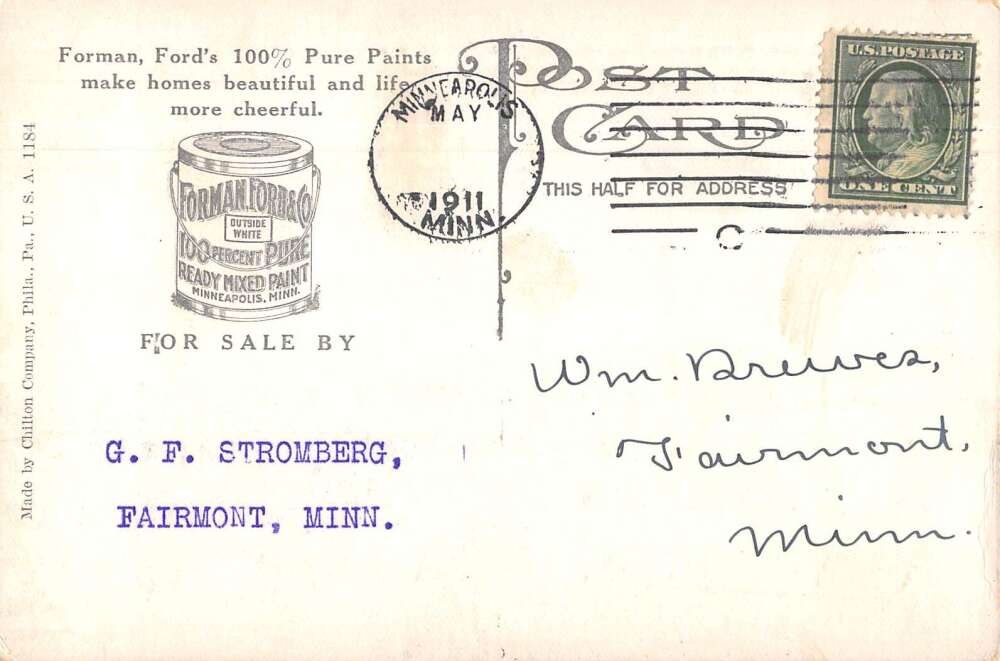 Forman, Ford's 100% Pure Paints
make homes beautiful and life
more cheerful.
FORMAN, FORD & CO
OUTSIDE
WHITE
100 PERCENT PURE
READY MIXED PAINT
MINNEAPOLIS, MINN.
FOR SALE BY
G. F. STROMBERG,
FAIRMONT, MINN.
Made by Chilton Company, Phila., Pa., U. S. A. 1184
POST
CARD
THIS HALF FOR ADDRESS
MINNEAPOLIS
MAY
1911
MINN.
C
U.S. POSTAGE
ONE CENT
Wm. Brewes,
Fairmont,
Minn.